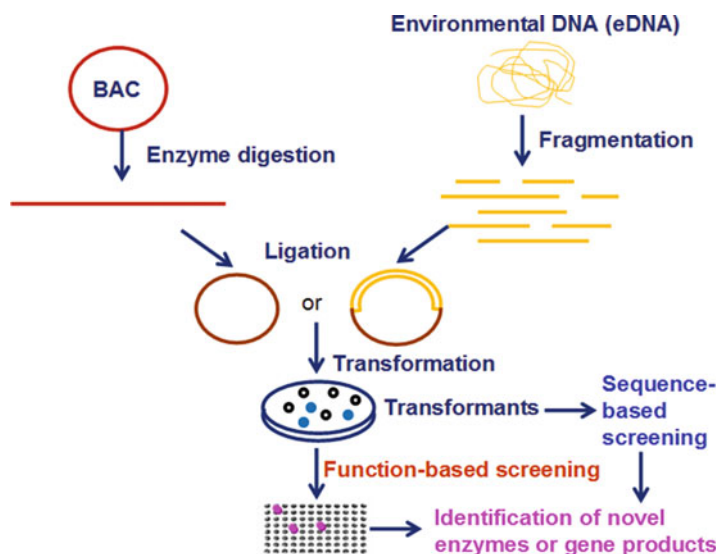 Environmental DNA (eDNA)
BAC
Enzyme digestion
Fragmentation
Ligation
or
Transformation
Transformants
Sequence-
based
screening
Function-based screening
Identification of novel
enzymes or gene products